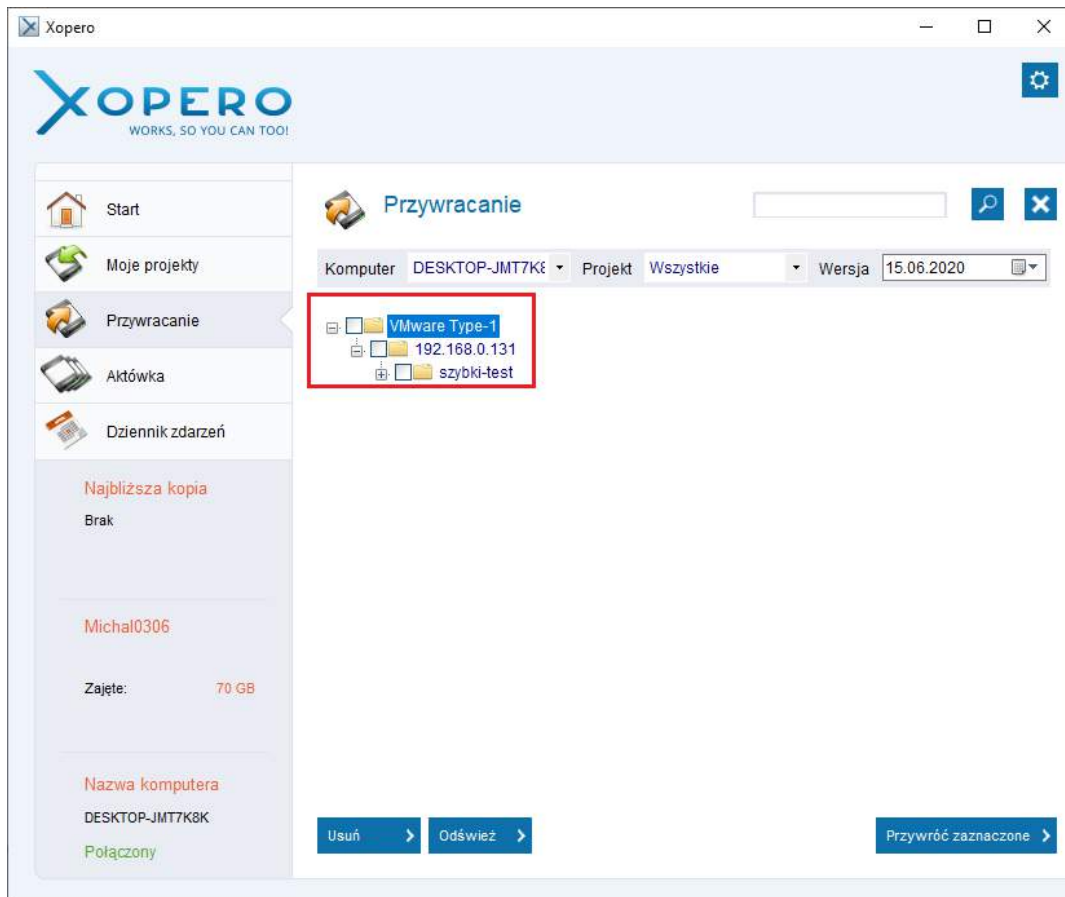 Xopero
XOPERO
WORKS, SO YOU CAN TOO!
Start
Moje projekty
Przywracanie
Aktówka
Dziennik zdarzeń
Najbliższa kopia
Brak
Michal0306
Zajęte: 70 GB
Nazwa komputera
DESKTOP-JMT7K8K
Połączony
Przywracanie
Komputer DESKTOP-JMT7K8 Projekt Wszystkie Wersja 15.06.2020
VMware Type-1
192.168.0.131
szybki-test
Usuń Odśwież Przywróć zaznaczone